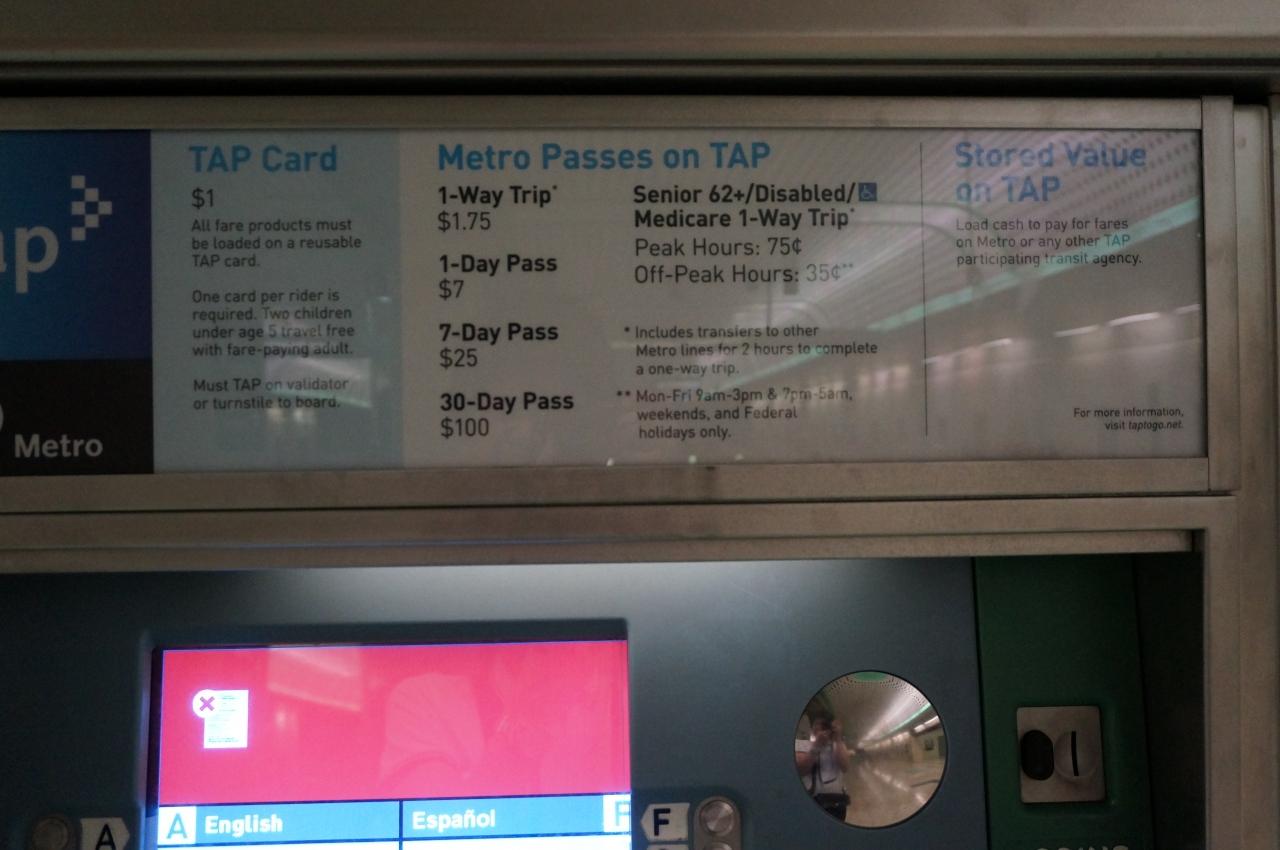 ap
Metro
TAP Card
$1
All fare products must
be loaded on a reusable
TAP card.
One card per rider is
required. Two children
under age 5 travel free
with fare-paying adult.
Must TAP on validator
or turnstile to board.
Metro Passes on TAP
1-Way Trip*
$1.75
1-Day Pass
$7
7-Day Pass
$25
30-Day Pass
$100
Senior 62+/Disabled/
Medicare 1-Way Trip*
Peak Hours: 75¢
Off-Peak Hours: 35¢**
* Includes transfers to other
Metro lines for 2 hours to complete
a one-way trip.
** Mon-Fri 9am-3pm & 7pm-5am,
weekends, and Federal
holidays only.
Stored Value
on TAP
Load cash to pay for fares
on Metro or any other TAP
participating transit agency.
For more information,
visit taptogo.net.
A
A English
Español F
F